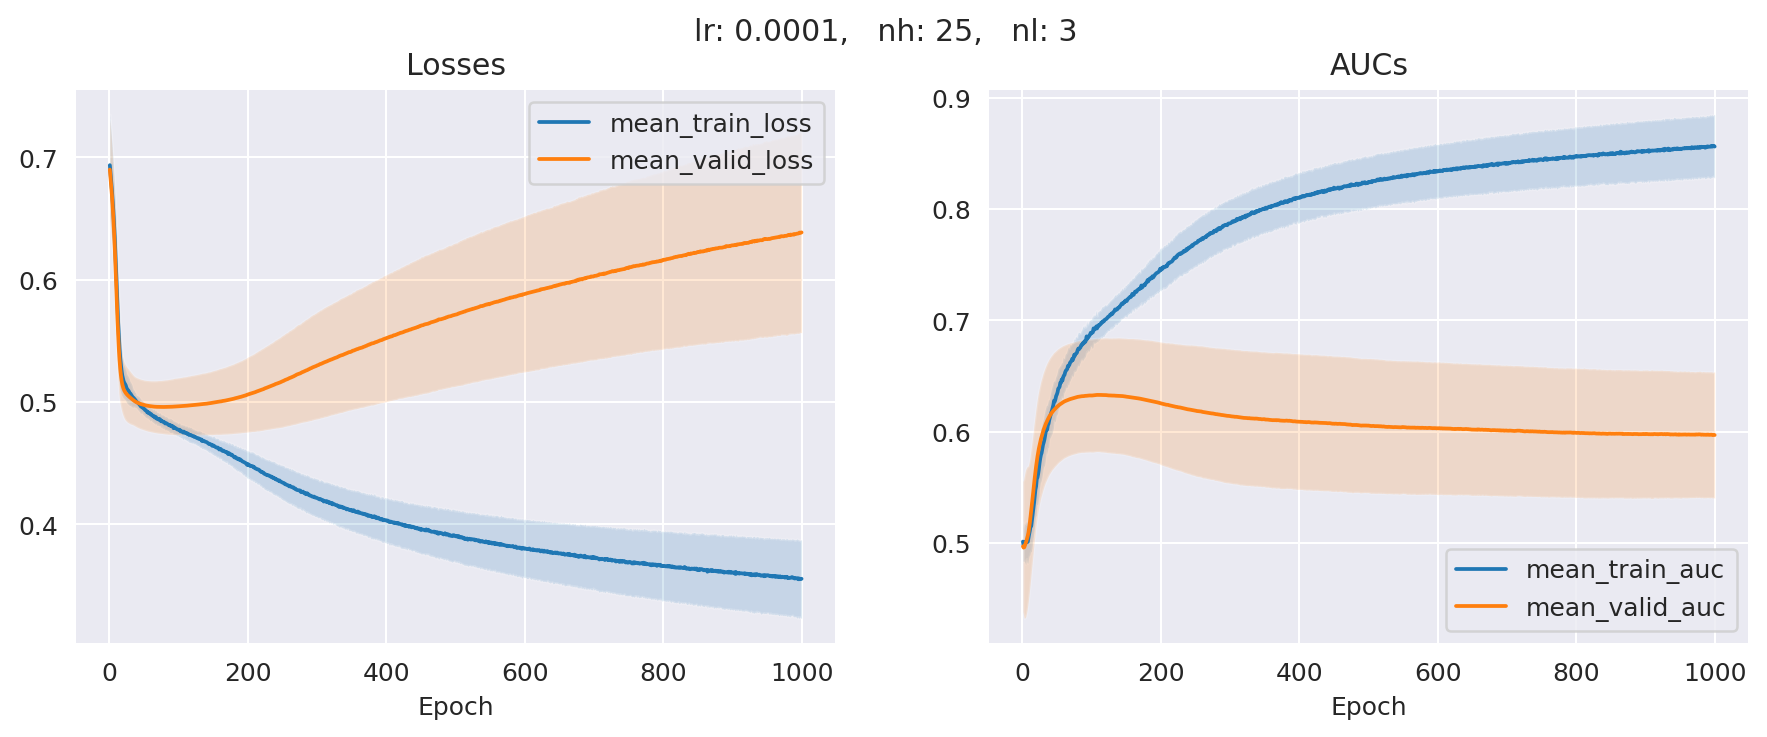 lr: 0.0001,   nh: 25,   nl: 3
Losses
mean_train_loss
mean_valid_loss
0.7
0.6
0.5
0.4
0 200 400 600 800 1000
Epoch
AUCs
0.9
0.8
0.7
0.6
0.5
mean_train_auc
mean_valid_auc
0 200 400 600 800 1000
Epoch